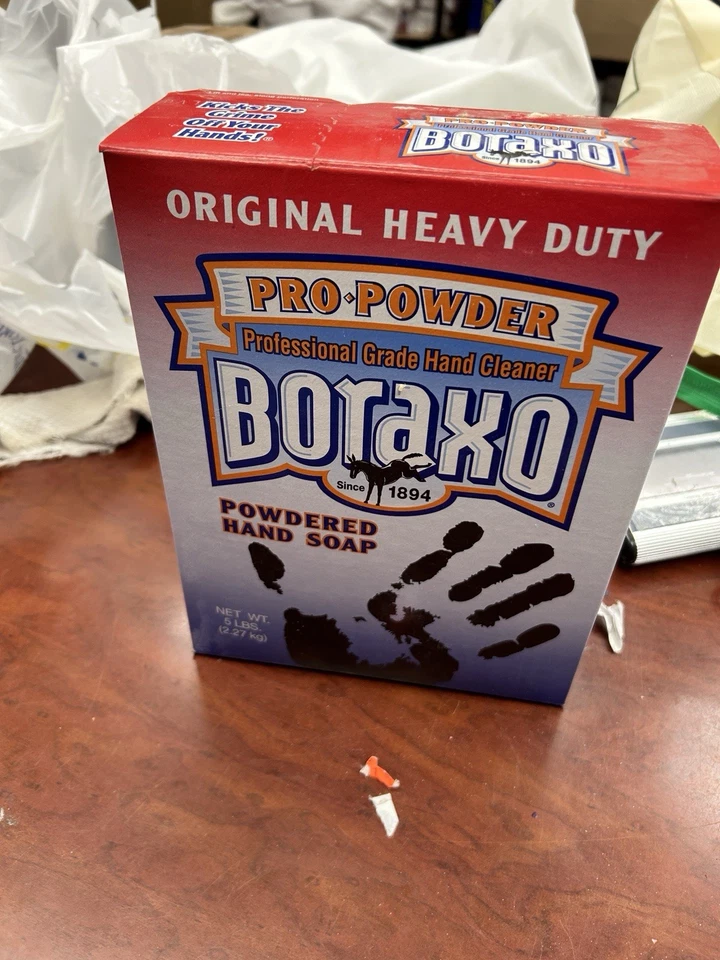 Kicks The
Grime
Off Your
Hands!®
PRO•POWDER
BORAXO
Since 1894
ORIGINAL HEAVY DUTY
PRO•POWDER
Professional Grade Hand Cleaner
BORAXO®
Since 1894
POWDERED
HAND SOAP
NET WT.
5 LBS.
(2.27 kg)